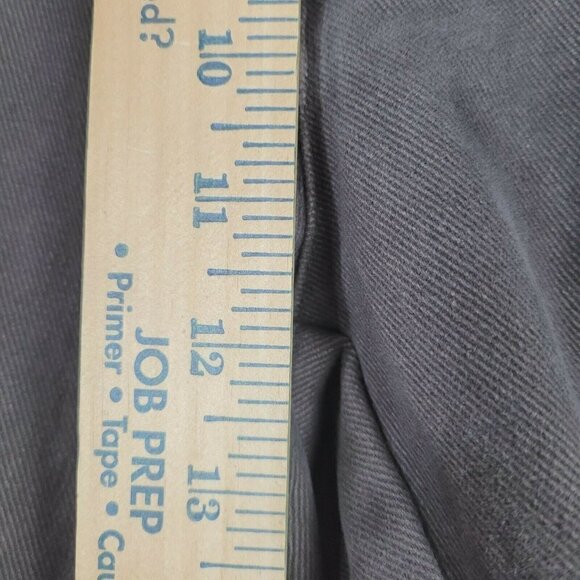 d?
10
11
12
13
JOB PREP
• Primer • Tape • Cau